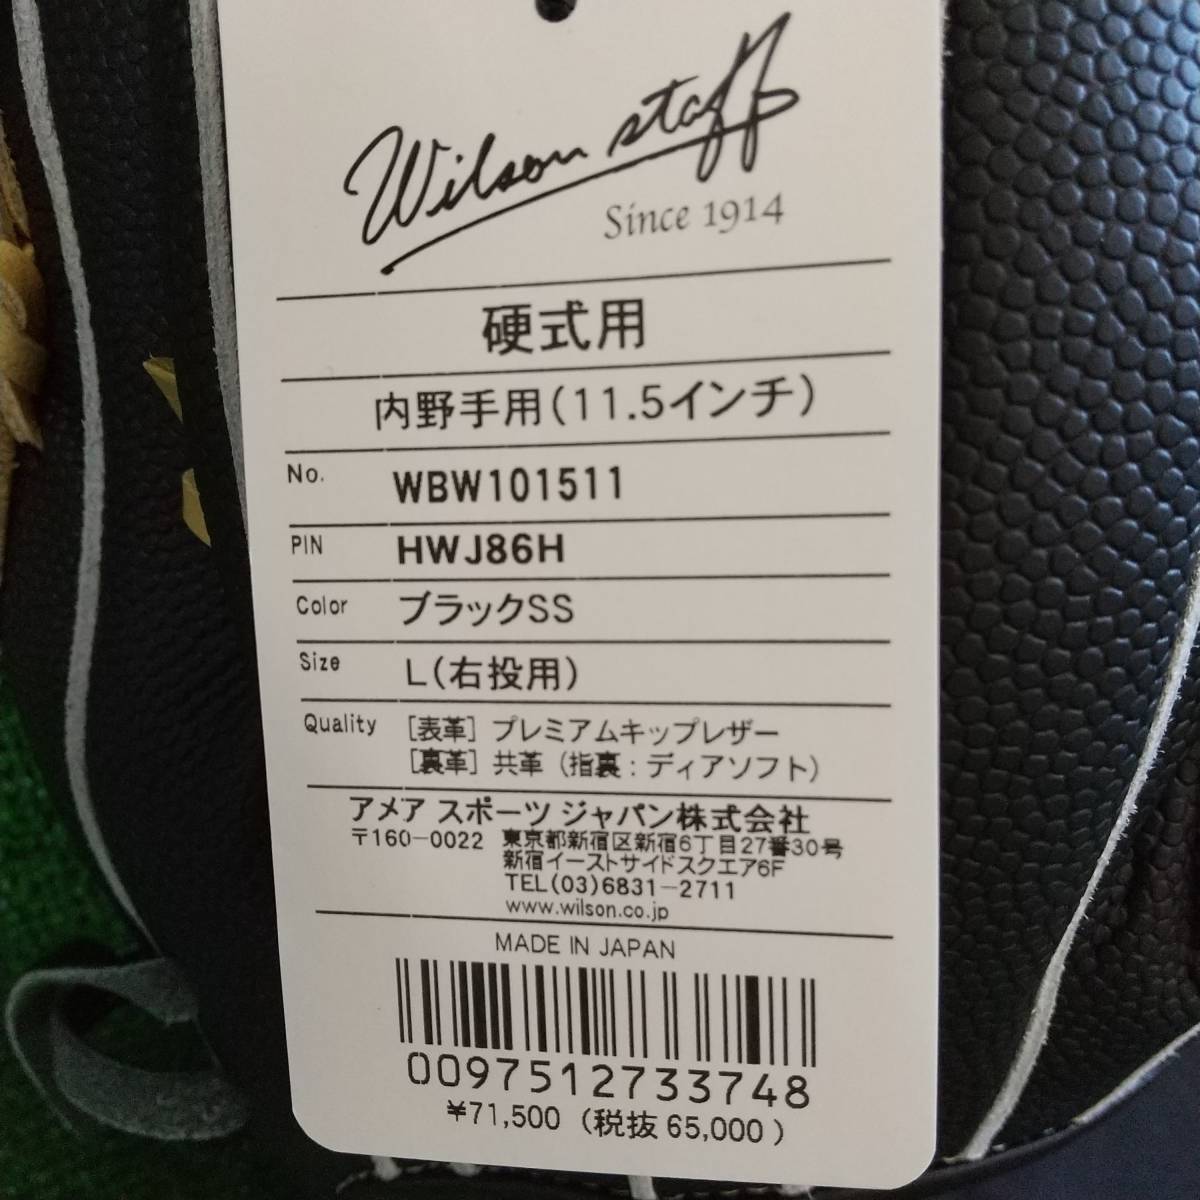 Wilson staff
Since 1914
硬式用
内野手用(11.5インチ)
No. WBW101511
PIN HWJ86H
Color ブラックSS
Size L(右投用)
Quality [表革] プレミアムキップレザー
[裏革] 共革 (指裏:ディアソフト)
アメア スポーツ ジャパン株式会社
〒160-0022 東京都新宿区新宿6丁目27番30号
新宿イーストサイドスクエア6F
TEL(03)6831-2711
www.wilson.co.jp
MADE IN JAPAN
0097512733748
¥71,500 (税抜 65,000)